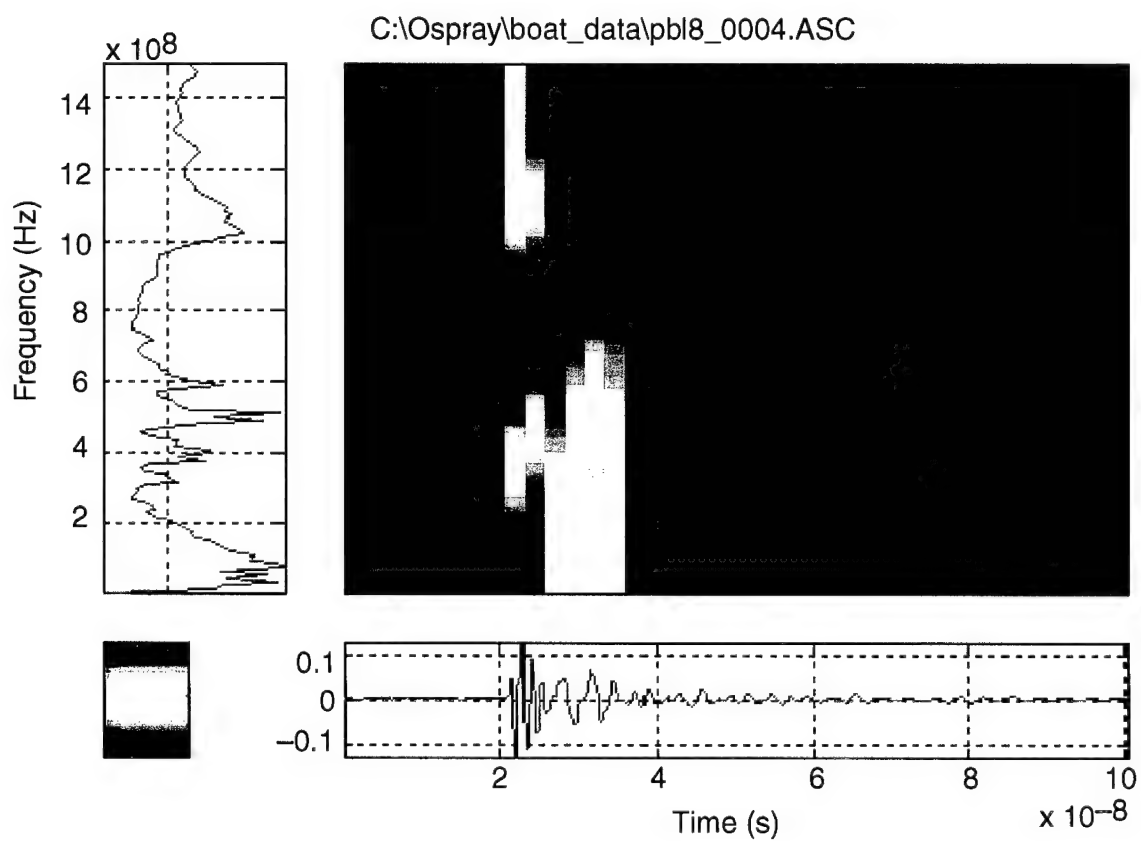 C:\Ospray\boat_data\pbl8_0004.ASC
x 10^8
14
12
10
8
6
4
2
Frequency (Hz)
0.1
0
–0.1
2 4 6 8 10
Time (s)
x 10^–8